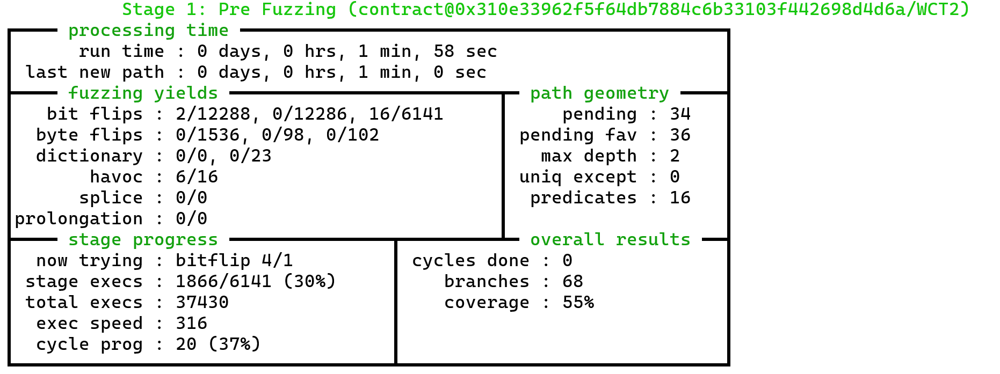 Stage 1: Pre Fuzzing (contract@0x310e33962f5f64db7884c6b33103f442698d4d6a/WCT2)
processing time
run time : 0 days, 0 hrs, 1 min, 58 sec
last new path : 0 days, 0 hrs, 1 min, 0 sec
fuzzing yields
bit flips : 2/12288, 0/12286, 16/6141
byte flips : 0/1536, 0/98, 0/102
dictionary : 0/0, 0/23
havoc : 6/16
splice : 0/0
prolongation : 0/0
path geometry
pending : 34
pending fav : 36
max depth : 2
uniq except : 0
predicates : 16
stage progress
now trying : bitflip 4/1
stage execs : 1866/6141 (30%)
total execs : 37430
exec speed : 316
cycle prog : 20 (37%)
overall results
cycles done : 0
branches : 68
coverage : 55%